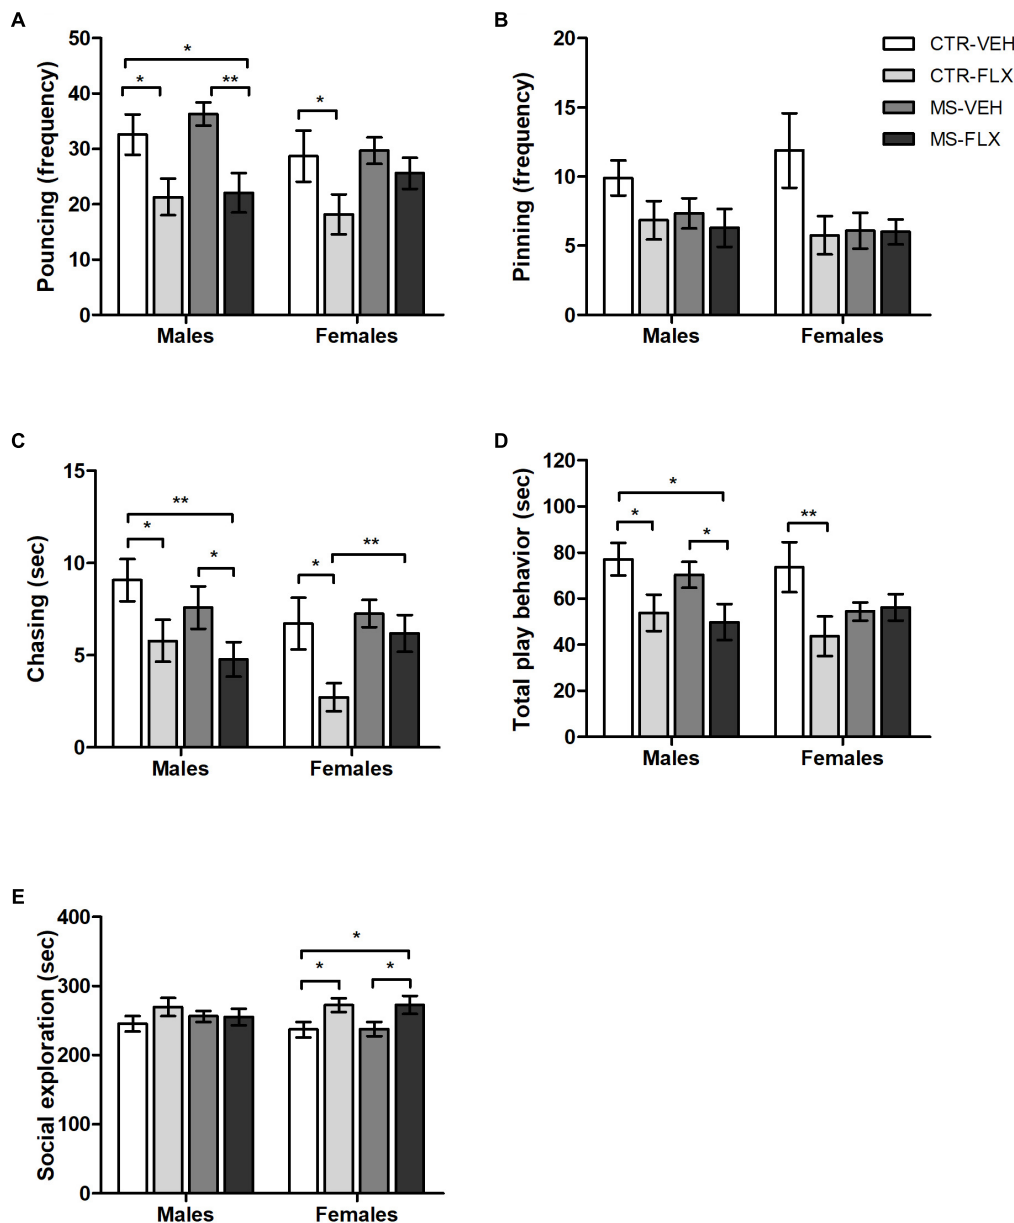 A
Pouncing (frequency)
50
40
30
20
10
0
*
*
**
*
Males
Females
B
Pinning (frequency)
20
15
10
5
0
Males
Females
CTR-VEH
CTR-FLX
MS-VEH
MS-FLX
C
Chasing (sec)
15
10
5
0
**
*
*
**
*
Males
Females
D
Total play behavior (sec)
120
100
80
60
40
20
0
*
*
*
**
Males
Females
E
Social exploration (sec)
400
300
200
100
0
*
*
*
Males
Females